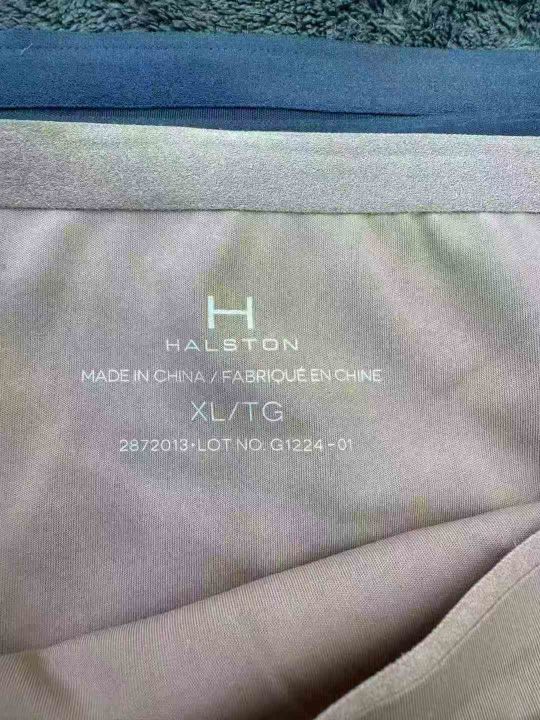 H
HALSTON
MADE IN CHINA / FABRIQUÉ EN CHINE
XL/TG
2872013•LOT NO. G1224-01